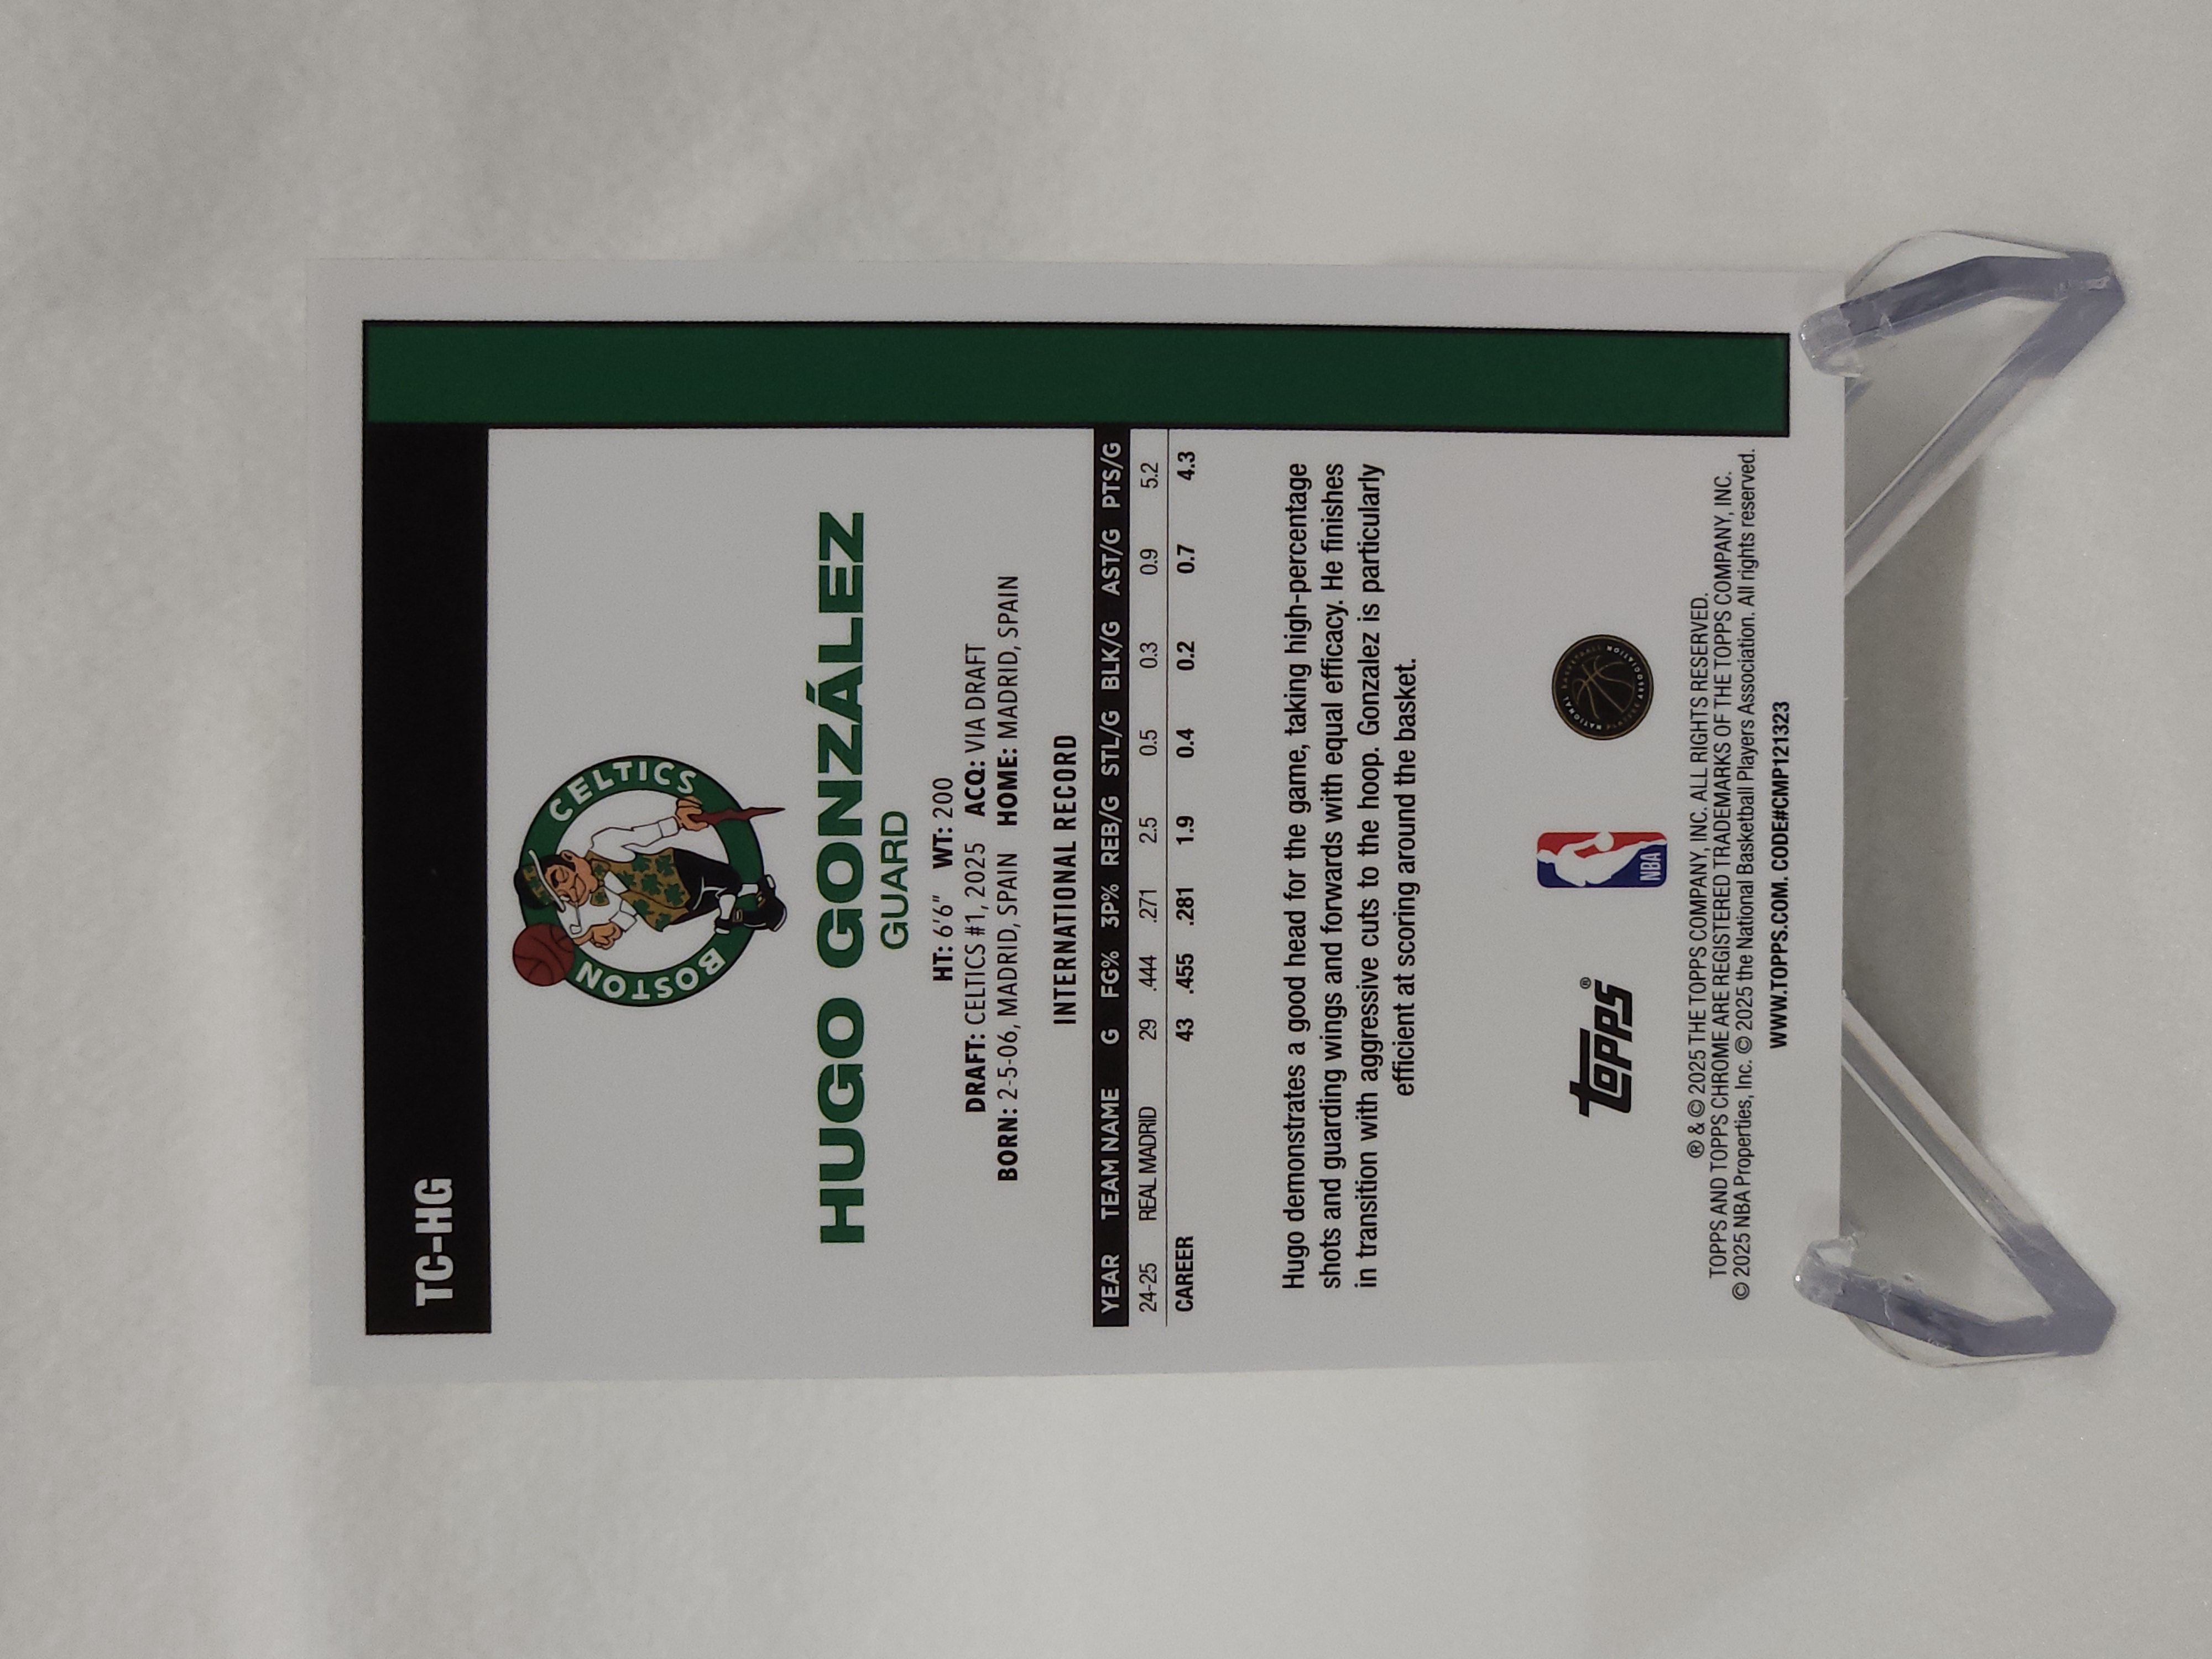 TC-HG
BOSTON CELTICS
HUGO GONZÁLEZ
GUARD
HT: 6'6" WT: 200
DRAFT: CELTICS #1, 2025 ACQ: VIA DRAFT
BORN: 2-5-06, MADRID, SPAIN HOME: MADRID, SPAIN
INTERNATIONAL RECORD
YEAR TEAM NAME G FG% 3P% REB/G STL/G BLK/G AST/G PTS/G
24-25 REAL MADRID 29 .444 .271 2.5 0.5 0.3 0.9 5.2
CAREER 43 .455 .281 1.9 0.4 0.2 0.7 4.3
Hugo demonstrates a good head for the game, taking high-percentage
shots and guarding wings and forwards with equal efficacy. He finishes
in transition with aggressive cuts to the hoop. Gonzalez is particularly
efficient at scoring around the basket.
Topps®
NBA
NATIONAL BASKETBALL PLAYERS ASSOCIATION
® & © 2025 THE TOPPS COMPANY, INC. ALL RIGHTS RESERVED.
TOPPS AND TOPPS CHROME ARE REGISTERED TRADEMARKS OF THE TOPPS COMPANY, INC.
© 2025 NBA Properties, Inc. © 2025 the National Basketball Players Association. All rights reserved.
WWW.TOPPS.COM. CODE#CMP121323